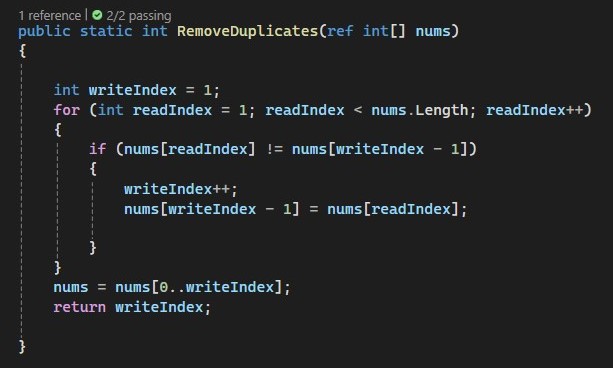 1 reference | 2/2 passing
public static int RemoveDuplicates(ref int[] nums)
{
int writeIndex = 1;
for (int readIndex = 1; readIndex < nums.Length; readIndex++)
{
if (nums[readIndex] != nums[writeIndex - 1])
{
writeIndex++;
nums[writeIndex - 1] = nums[readIndex];
}
}
nums = nums[0..writeIndex];
return writeIndex;
}